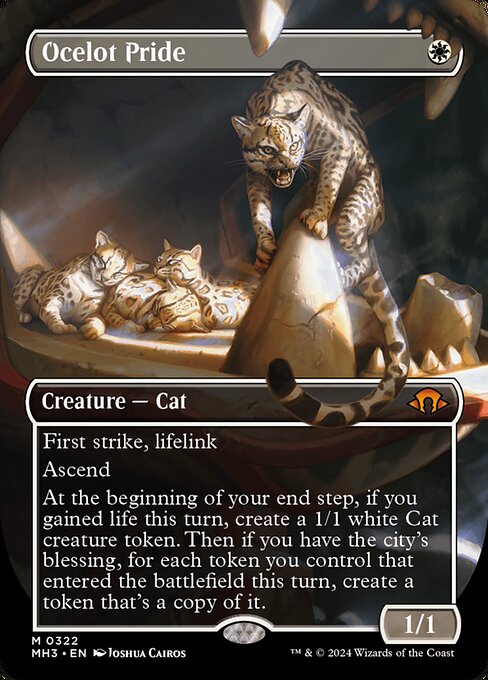 Ocelot Pride
Creature — Cat
First strike, lifelink
Ascend
At the beginning of your end step, if you
gained life this turn, create a 1/1 white Cat
creature token. Then if you have the city's
blessing, for each token you control that
entered the battlefield this turn, create a
token that's a copy of it.
1/1
M 0322
MH3 • EN Joshua Cairos
™ & © 2024 Wizards of the Coast